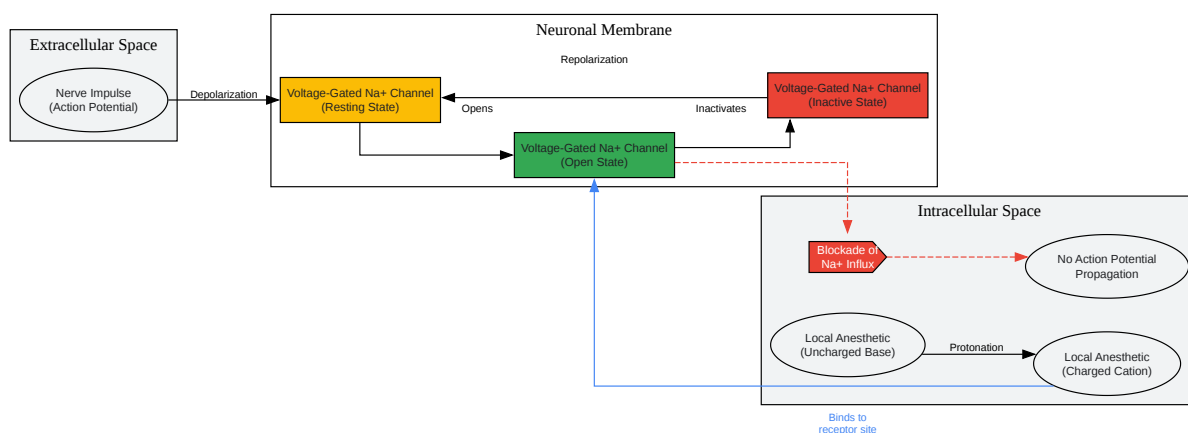 Neuronal Membrane
Extracellular Space
Repolarization
Nerve Impulse
(Action Potential)
Depolarization
Voltage-Gated Na+ Channel
(Resting State)
Opens
Inactivates
Voltage-Gated Na+ Channel
(Inactive State)
Voltage-Gated Na+ Channel
(Open State)
Intracellular Space
Blockade of
Na+ Influx
No Action Potential
Propagation
Local Anesthetic
(Uncharged Base)
Protonation
Local Anesthetic
(Charged Cation)
Binds to
receptor site